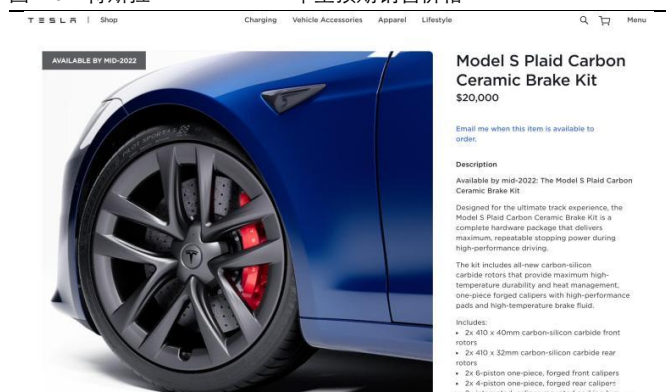 TESLA | Shop
Charging Vehicle Accessories Apparel Lifestyle
Menu
AVAILABLE BY MID-2022
PILOT SPORT
Model S Plaid Carbon
Ceramic Brake Kit
$20,000
Email me when this item is available to
order.
Description
Available by mid-2022: The Model S Plaid Carbon
Ceramic Brake Kit
Designed for the ultimate track experience, the
Model S Plaid Carbon Ceramic Brake Kit is a
complete hardware package that delivers
maximum, repeatable stopping power during
high-performance driving.
The kit includes all-new carbon-silicon
carbide rotors that provide maximum high-
temperature durability and heat management,
one-piece forged calipers with high-performance
pads and high-temperature brake fluid.
Includes:
• 2x 410 x 40mm carbon-silicon carbide front
rotors
• 2x 410 x 32mm carbon-silicon carbide rear
rotors
• 2x 6-piston one-piece, forged front calipers
• 2x 4-piston one-piece, forged rear calipers